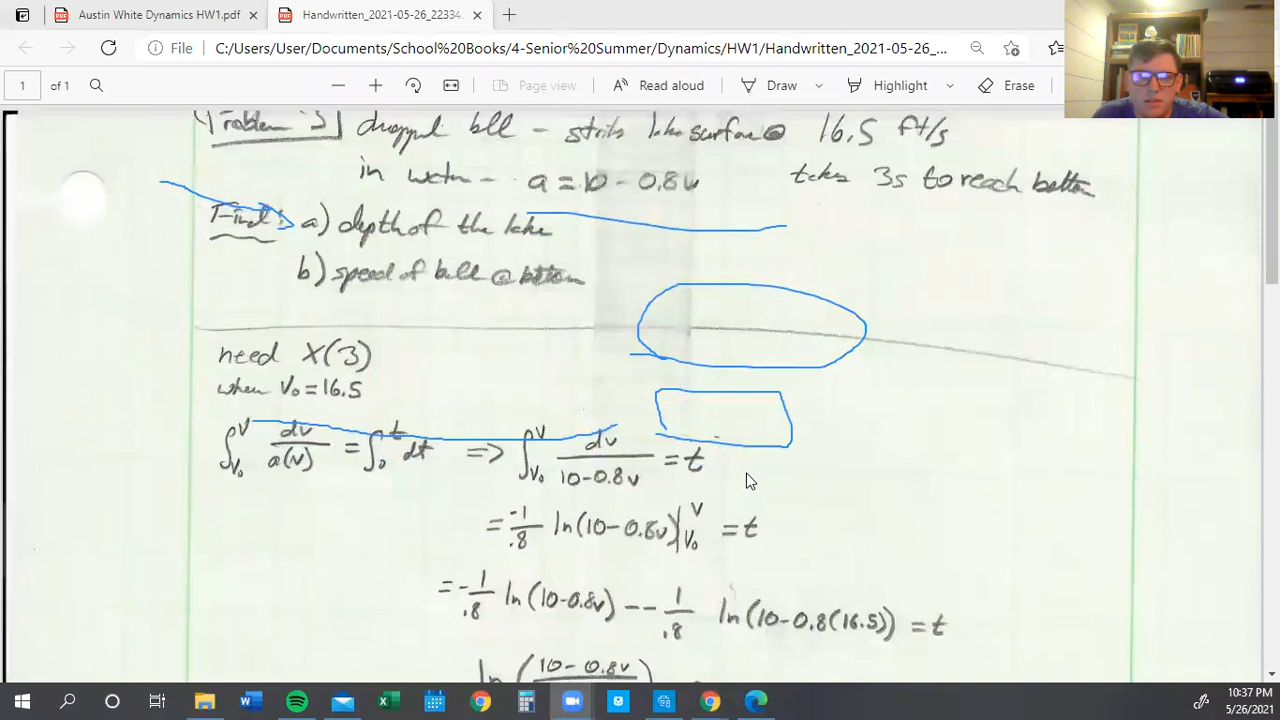 Austin White Dynamics HW1.pdf
Handwritten_2021-05-26_22334
File
C:/Users/User/Documents/School%20Books/4-Senior%20Summer/Dynamics/HW1/Handwritten_2021-05-26_...
1 of 1
Page view
Read aloud
Draw
Highlight
Erase
Problem 3 dropped ball - strikes lake surface @ 16.5 ft/s
in water - a = 10 - 0.8v takes 3s to reach bottom
Find: a) depth of the lake
b) speed of ball @ bottom
need X(3)
when V₀ = 16.5
∫_{V₀}^{V} dv/a(v) = ∫_0^t dt => ∫_{V₀}^{V} dv/(10-0.8v) = t
= -1/.8 ln(10-0.8v)|_{V₀}^{V} = t
= -1/.8 ln(10-0.8v) - - 1/.8 ln(10-0.8(16.5)) = t
ln(10-0.8v
10:37 PM
5/26/2021